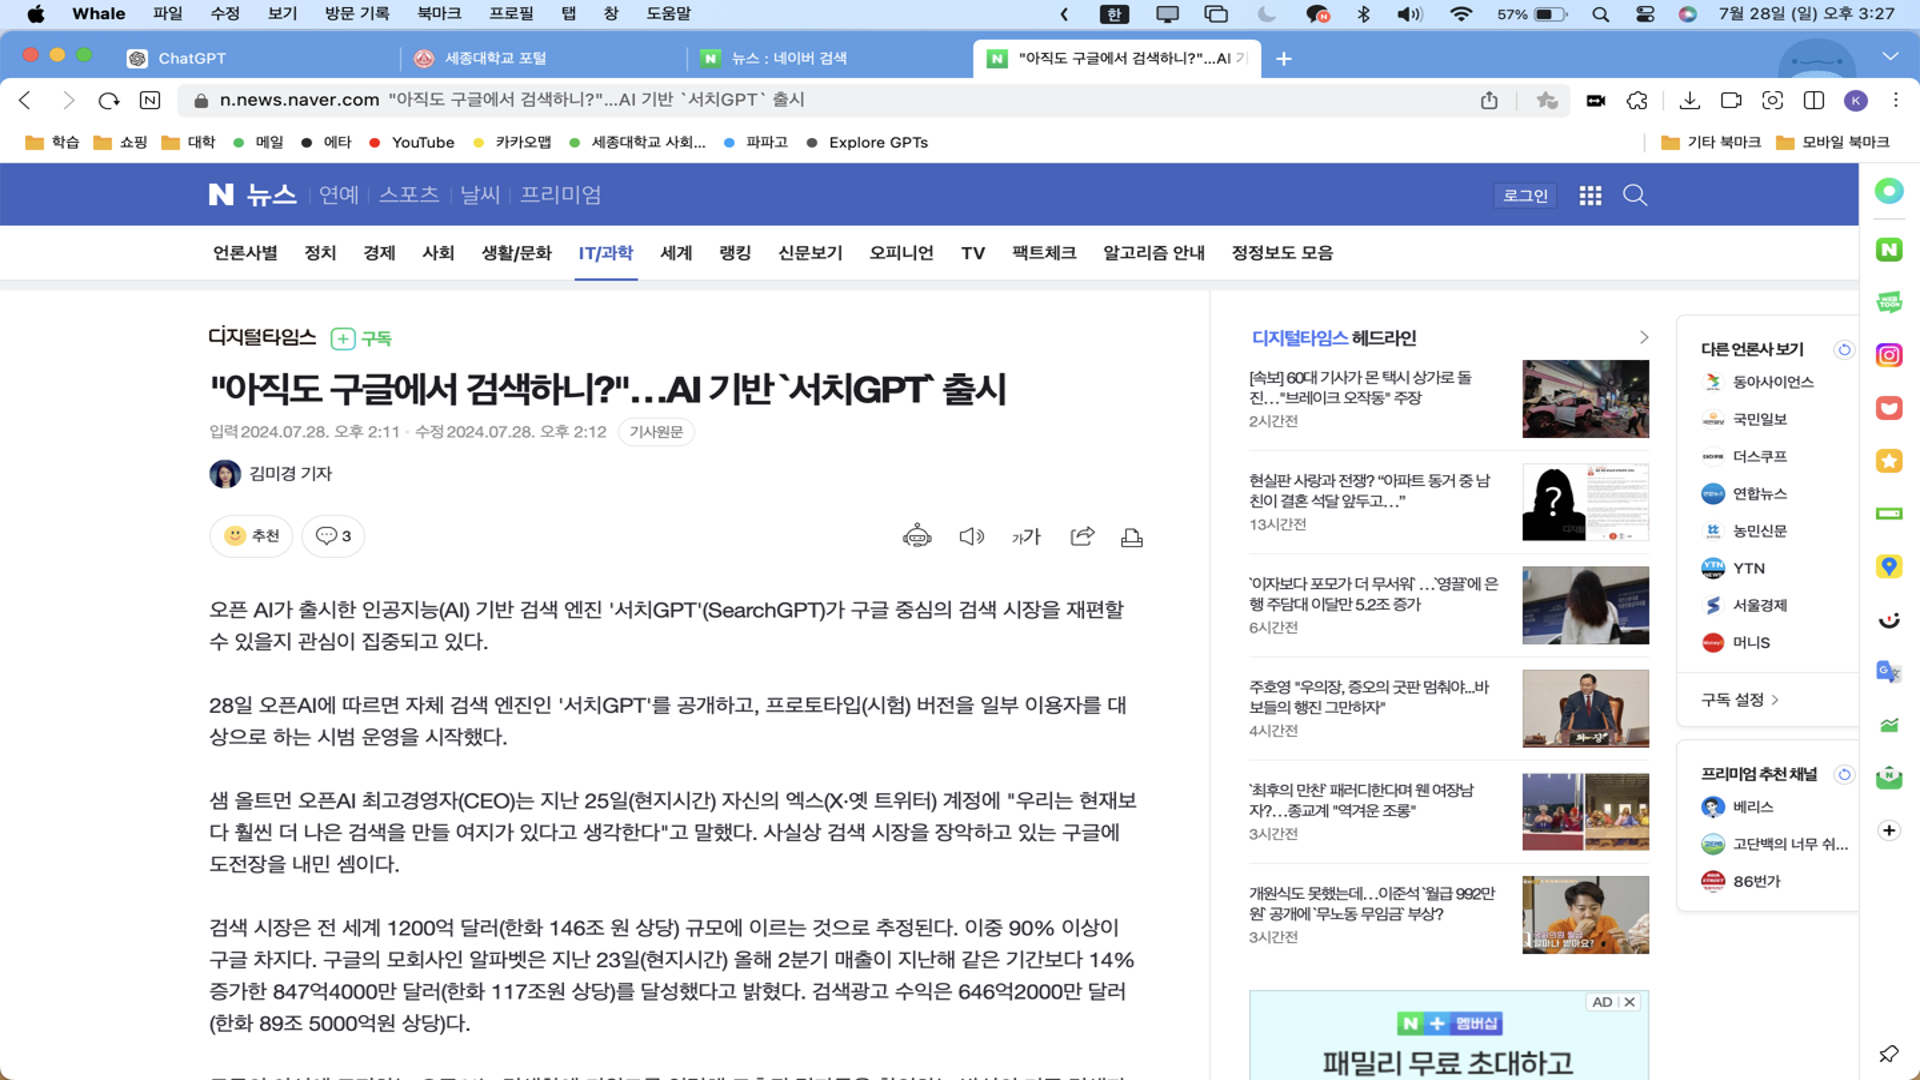 Whale 파일 수정 보기 방문 기록 북마크 프로필 탭 창 도움말 한 57% 7월 28일 (일) 오후 3:27
ChatGPT 세종대학교 포털 뉴스 : 네이버 검색 "아직도 구글에서 검색하니?"...AI 기
n.news.naver.com "아직도 구글에서 검색하니?"...AI 기반 `서치GPT` 출시
학습 쇼핑 대학 메일 에타 YouTube 카카오맵 세종대학교 사회... 파파고 Explore GPTs 기타 북마크 모바일 북마크
N 뉴스 연예 스포츠 날씨 프리미엄 로그인
언론사별 정치 경제 사회 생활/문화 IT/과학 세계 랭킹 신문보기 오피니언 TV 팩트체크 알고리즘 안내 정정보도 모음
디지털타임스 구독
"아직도 구글에서 검색하니?"…AI 기반 `서치GPT` 출시
입력 2024.07.28. 오후 2:11 · 수정 2024.07.28. 오후 2:12 기사원문
김미경 기자
추천 3 가가
오픈 AI가 출시한 인공지능(AI) 기반 검색 엔진 '서치GPT'(SearchGPT)가 구글 중심의 검색 시장을 재편할
수 있을지 관심이 집중되고 있다.
28일 오픈AI에 따르면 자체 검색 엔진인 '서치GPT'를 공개하고, 프로토타입(시험) 버전을 일부 이용자를 대
상으로 하는 시범 운영을 시작했다.
샘 올트먼 오픈AI 최고경영자(CEO)는 지난 25일(현지시간) 자신의 엑스(X·옛 트위터) 계정에 "우리는 현재보
다 훨씬 더 나은 검색을 만들 여지가 있다고 생각한다"고 말했다. 사실상 검색 시장을 장악하고 있는 구글에
도전장을 내민 셈이다.
검색 시장은 전 세계 1200억 달러(한화 146조 원 상당) 규모에 이르는 것으로 추정된다. 이중 90% 이상이
구글 차지다. 구글의 모회사인 알파벳은 지난 23일(현지시간) 올해 2분기 매출이 지난해 같은 기간보다 14%
증가한 847억4000만 달러(한화 117조원 상당)를 달성했다고 밝혔다. 검색광고 수익은 646억2000만 달러
(한화 89조 5000억원 상당)다.
디지털타임스 헤드라인
[속보] 60대 기사가 몬 택시 상가로 돌
진…"브레이크 오작동" 주장
2시간전
현실판 사랑과 전쟁? “아파트 동거 중 남
친이 결혼 석달 앞두고…”
13시간전
`이자보다 포모가 더 무서워` …`영끌`에 은
행 주담대 이달만 5.2조 증가
6시간전
주호영 "우의장, 증오의 굿판 멈춰야...바
보들의 행진 그만하자"
4시간전
`최후의 만찬` 패러디한다며 웬 여장남
자?…종교계 "역겨운 조롱"
3시간전
개원식도 못했는데…이준석 `월급 992만
원` 공개에 `무노동 무임금` 부상?
3시간전
AD
N + 멤버십
패밀리 무료 초대하고
다른 언론사 보기
동아사이언스
국민일보
더스쿠프
연합뉴스
농민신문
YTN
서울경제
머니S
구독 설정
프리미엄 추천 채널
베리스
고단백의 너무 쉬...
86번가